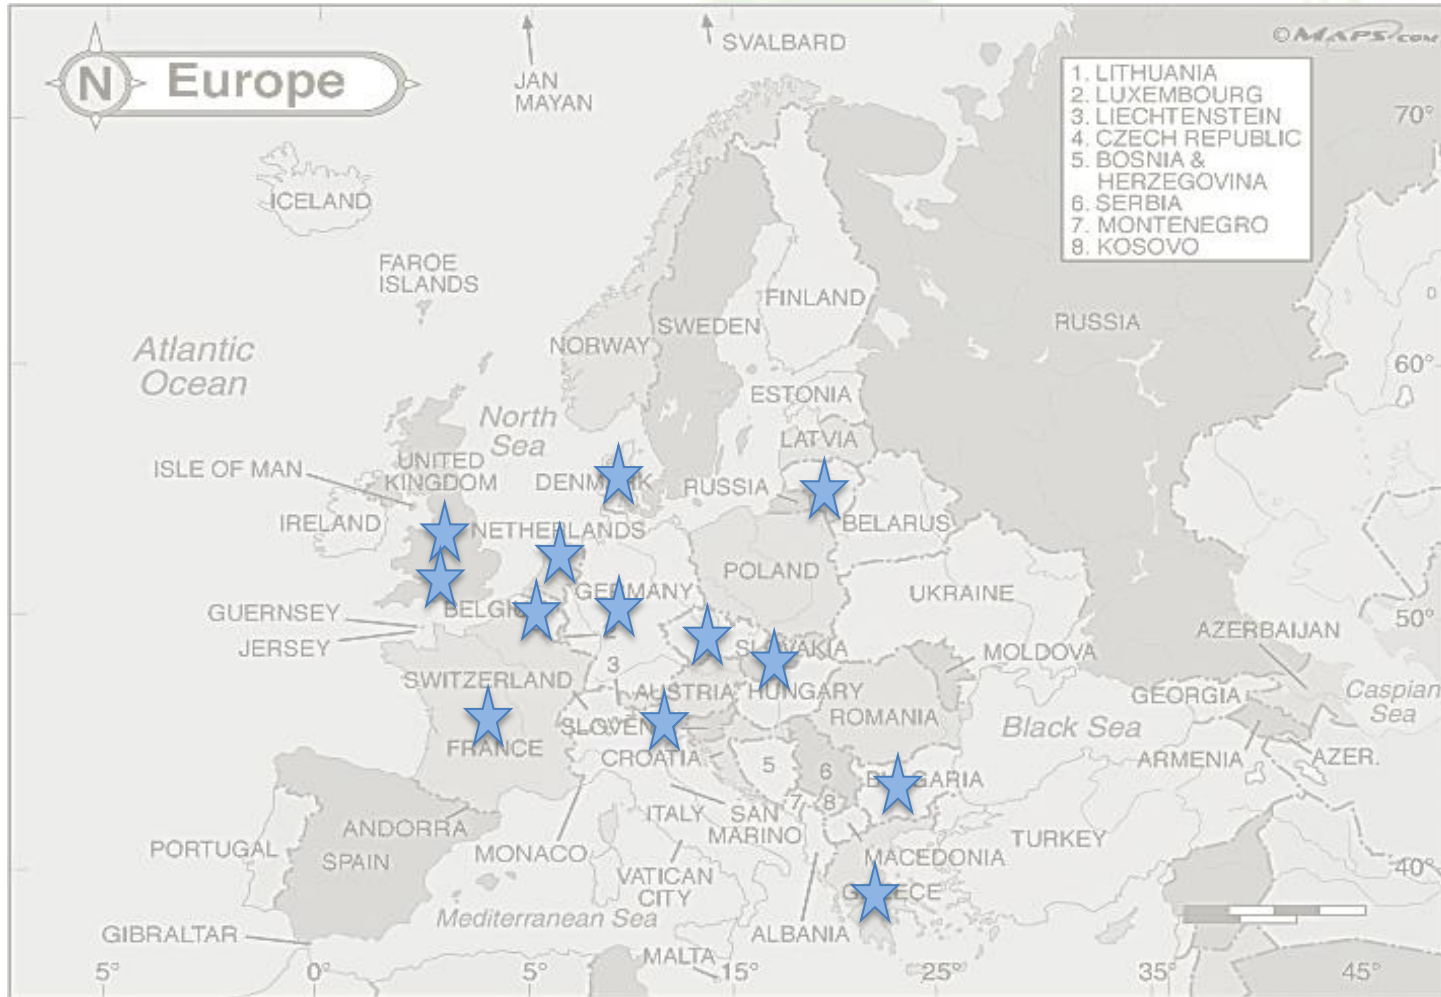 SVALBARD
© MAPS.com
N Europe
JAN
MAYAN
1. LITHUANIA
2. LUXEMBOURG
3. LIECHTENSTEIN
4. CZECH REPUBLIC
5. BOSNIA &
HERZEGOVINA
6. SERBIA
7. MONTENEGRO
8. KOSOVO
70°
ICELAND
FAROE
ISLANDS
FINLAND
SWEDEN
NORWAY
RUSSIA
Atlantic
Ocean
60°
ESTONIA
North
Sea
LATVIA
ISLE OF MAN
UNITED
KINGDOM
RUSSIA
IRELAND
NETHERLANDS
BELARUS
POLAND
GERMANY
UKRAINE
GUERNSEY
JERSEY
50°
AZERBAIJAN
MOLDOVA
3
SWITZERLAND
AUSTRIA
HUNGARY
GEORGIA
Caspian
Sea
ROMANIA
Black Sea
FRANCE
CROATIA
5
6
ARMENIA
AZER.
7
8
ITALY
SAN
MARINO
ANDORRA
MONACO
TURKEY
PORTUGAL
SPAIN
MACEDONIA
VATICAN
CITY
40°
Mediterranean Sea
GIBRALTAR
ALBANIA
MALTA
5°
0°
5°
15°
25°
35°
45°